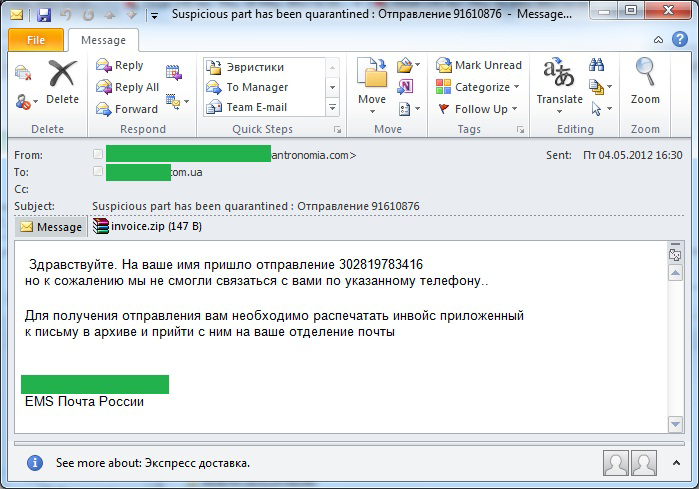 Suspicious part has been quarantined : Отправление 91610876 - Message...
File
Message
Delete
Delete
Reply
Reply All
Forward
Respond
Эвристики
To Manager
Team E-mail
Quick Steps
Move
Move
Mark Unread
Categorize
Follow Up
Tags
Translate
Editing
Zoom
Zoom
From: antronomia.com>
Sent: Пт 04.05.2012 16:30
To: com.ua
Cc:
Subject: Suspicious part has been quarantined : Отправление 91610876
Message
invoice.zip (147 B)
Здравствуйте. На ваше имя пришло отправление 302819783416
но к сожалению мы не смогли связаться с вами по указанному телефону..
Для получения отправления вам необходимо распечатать инвойс приложенный
к письму в архиве и прийти с ним на ваше отделение почты
EMS Почта России
See more about: Экспресс доставка.